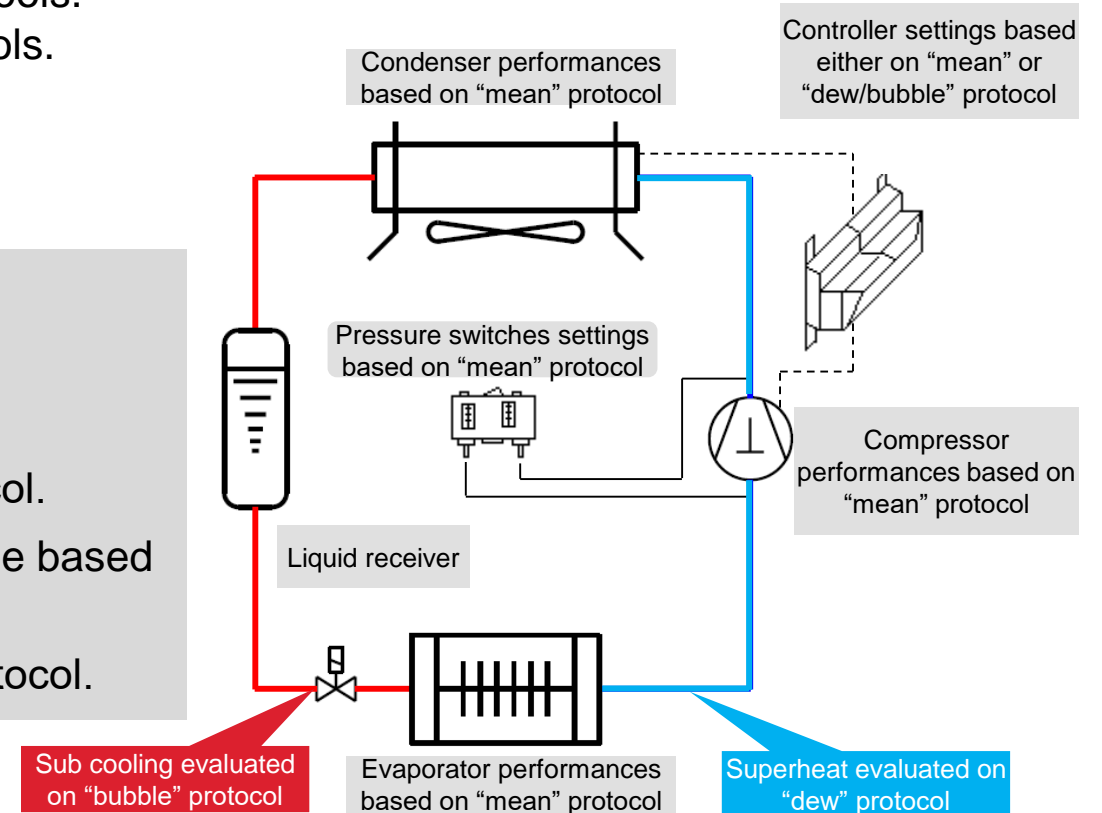 ols.
Controller settings based
either on “mean” or
“dew/bubble” protocol
Condenser performances
based on “mean” protocol
Pressure switches settings
based on “mean” protocol
Compressor
performances based on
“mean” protocol
col.
e based
Liquid receiver
tocol.
Sub cooling evaluated
on “bubble” protocol
Evaporator performances
based on “mean” protocol
Superheat evaluated on
“dew” protocol